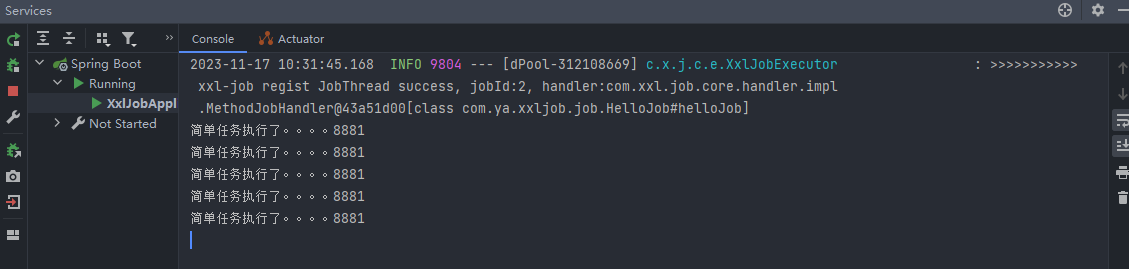 Services
Console
Actuator
Spring Boot
Running
XxlJobAppl
Not Started
2023-11-17 10:31:45.168  INFO 9804 --- [dPool-312108669] c.x.j.c.e.XxlJobExecutor                 : >>>>>>>>>>>
xxl-job regist JobThread success, jobId:2, handler:com.xxl.job.core.handler.impl
.MethodJobHandler@43a51d00[class com.ya.xxljob.job.HelloJob#helloJob]
简单任务执行了。。。。8881
简单任务执行了。。。。8881
简单任务执行了。。。。8881
简单任务执行了。。。。8881
简单任务执行了。。。。8881